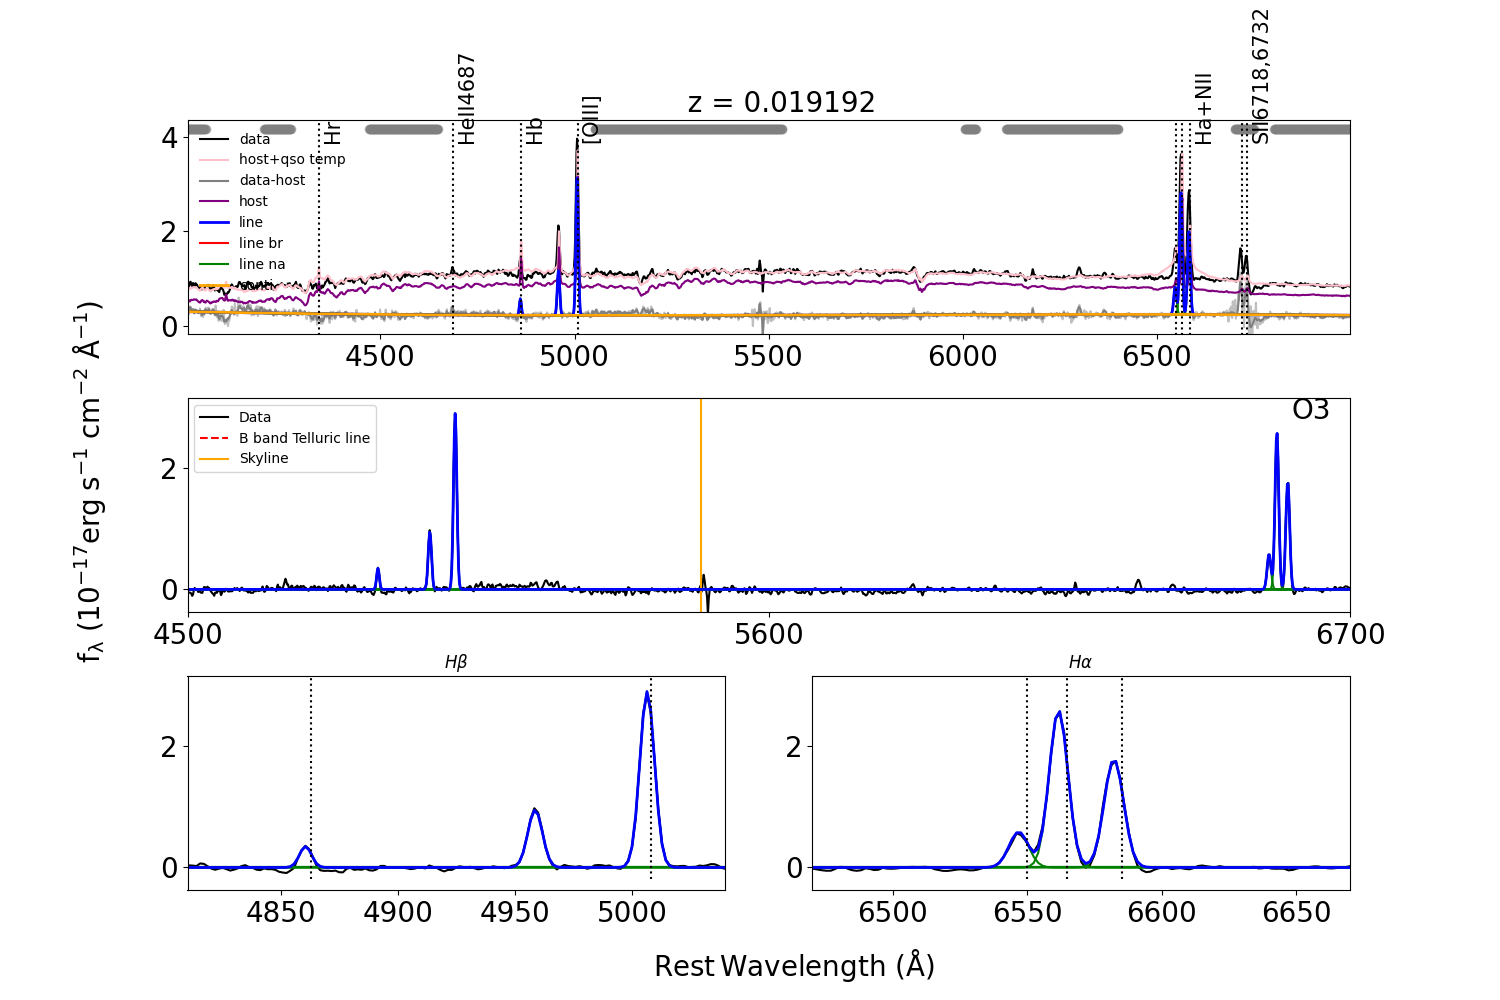 z = 0.019192
Hr
HeII4687
Hb
[OIII]
Ha+NII
SII6718,6732
data
host+qso temp
data-host
host
line
line br
line na
4
2
0
4500
5000
5500
6000
6500
f_λ (10^−17 erg s^−1 cm^−2 Å^−1)
O3
Data
B band Telluric line
Skyline
2
0
4500
5600
6700
Hβ
2
0
4850
4900
4950
5000
Hα
2
0
6500
6550
6600
6650
Rest Wavelength (Å)